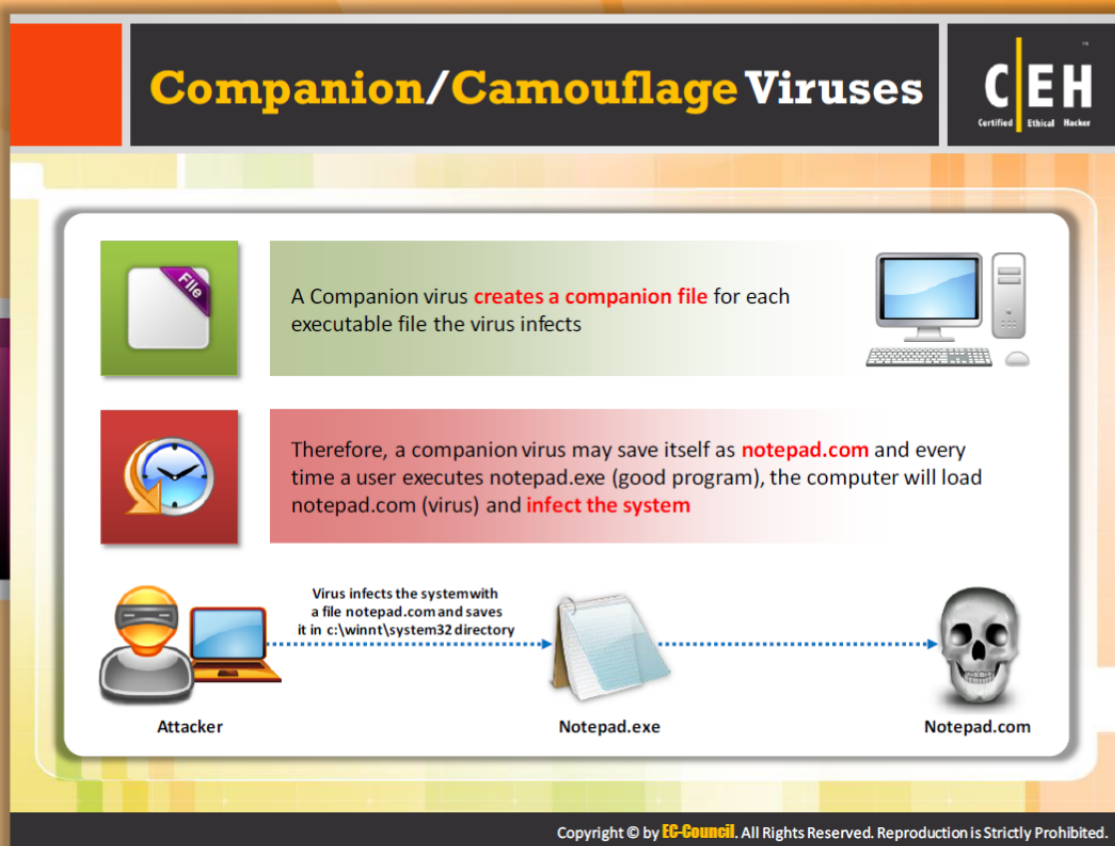 Companion/Camouflage Viruses
CEH
Certified Ethical Hacker
File
A Companion virus creates a companion file for each
executable file the virus infects
Therefore, a companion virus may save itself as notepad.com and every
time a user executes notepad.exe (good program), the computer will load
notepad.com (virus) and infect the system
Virus infects the system with
a file notepad.com and saves
it in c:\winnt\system32 directory
Attacker
Notepad.exe
Notepad.com
Copyright © by EC-Council. All Rights Reserved. Reproduction is Strictly Prohibited.